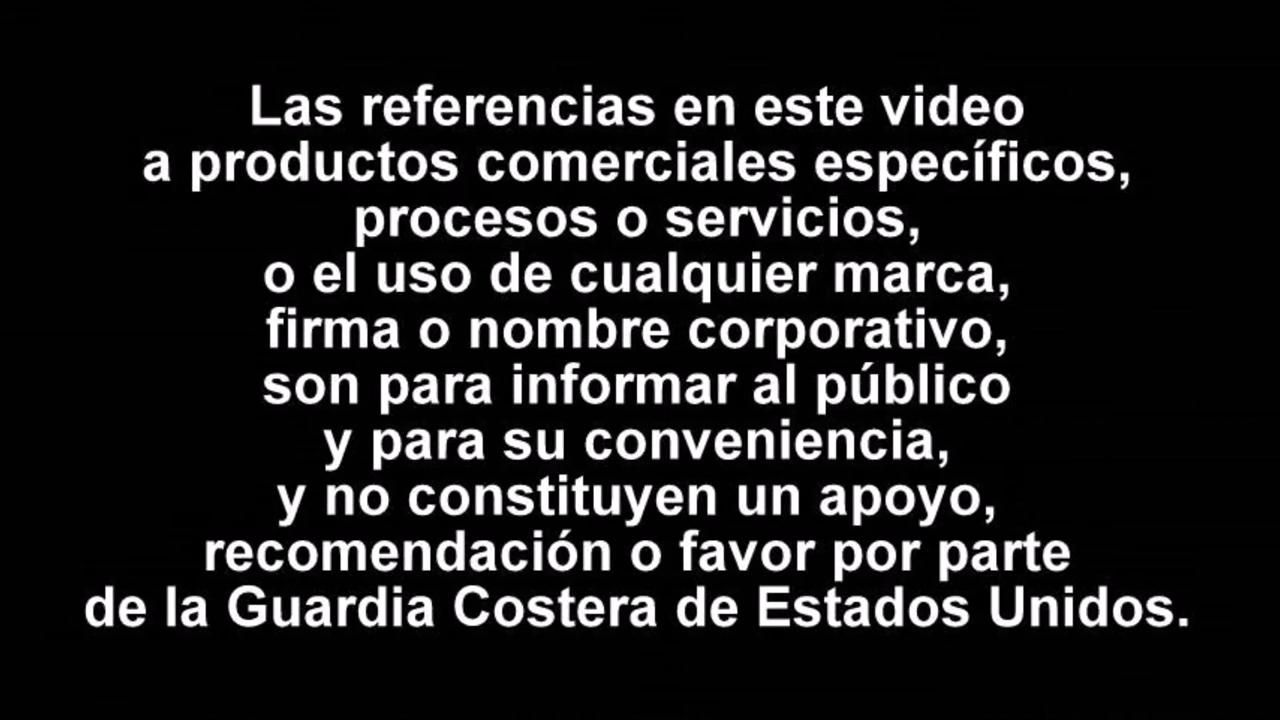 Las referencias en este video
a productos comerciales específicos,
procesos o servicios,
o el uso de cualquier marca,
firma o nombre corporativo,
son para informar al público
y para su conveniencia,
y no constituyen un apoyo,
recomendación o favor por parte
de la Guardia Costera de Estados Unidos.